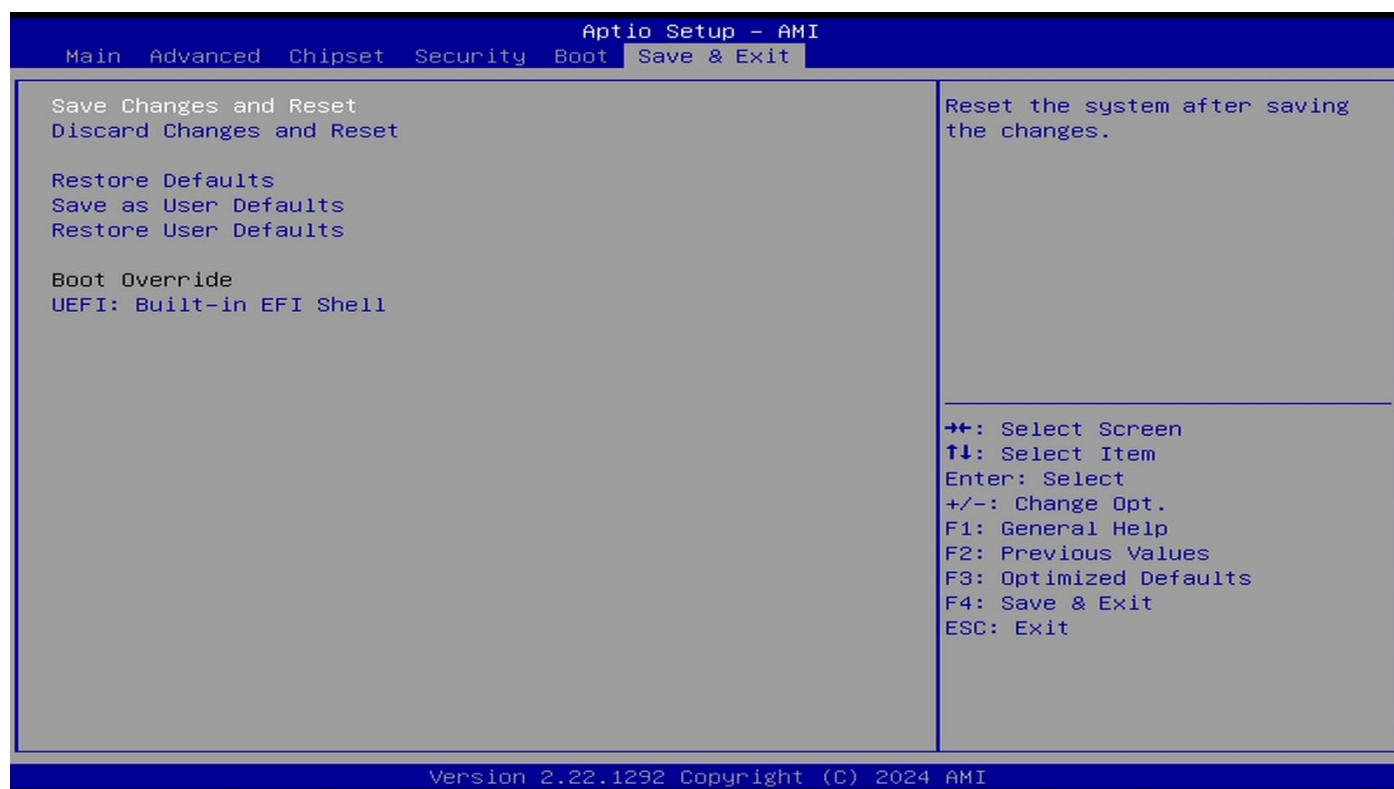 Aptio Setup – AMI
Main Advanced Chipset Security Boot Save & Exit
Save Changes and Reset
Discard Changes and Reset
Restore Defaults
Save as User Defaults
Restore User Defaults
Boot Override
UEFI: Built-in EFI Shell
Reset the system after saving
the changes.
→←: Select Screen
↑↓: Select Item
Enter: Select
+/-: Change Opt.
F1: General Help
F2: Previous Values
F3: Optimized Defaults
F4: Save & Exit
ESC: Exit
Version 2.22.1292 Copyright (C) 2024 AMI